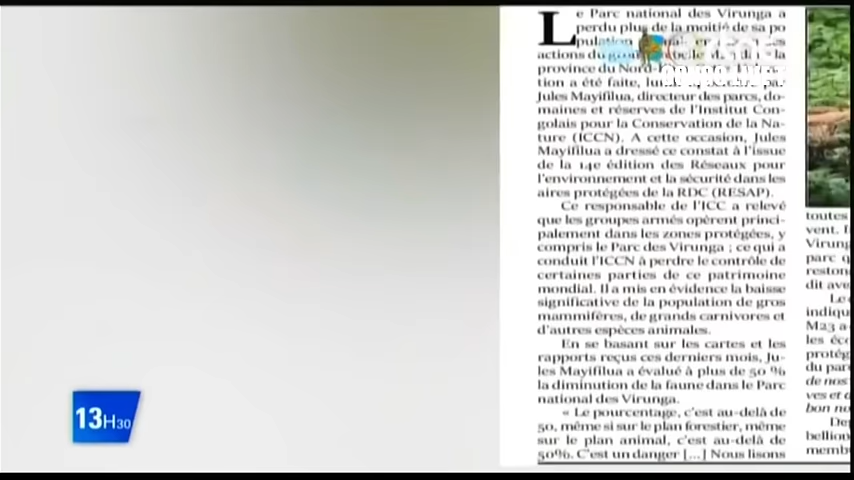 Le Parc national des Virunga a
perdu plus de la moitié de sa po
pulation
actions du
province du Nord-
tion a été faite,
Jules Mayifilua, directeur des parcs, do-
maines et réserves de l'Institut Con-
golais pour la Conservation de la Na-
ture (ICCN). A cette occasion, Jules
Mayifilua a dressé ce constat à l'issue
de la 14e édition des Réseaux pour
l'environnement et la sécurité dans les
aires protégées de la RDC (RESAP).
Ce responsable de l'ICC a relevé
que les groupes armés opèrent princi-
palement dans les zones protégées, y
compris le Parc des Virunga ; ce qui a
conduit l'ICCN à perdre le contrôle de
certaines parties de ce patrimoine
mondial. Il a mis en évidence la baisse
significative de la population de gros
mammifères, de grands carnivores et
d'autres espèces animales.
En se basant sur les cartes et les
rapports reçus ces derniers mois, Ju-
les Mayifilua a évalué à plus de 50 %
la diminution de la faune dans le Parc
national des Virunga.
« Le pourcentage, c'est au-delà de
50, même si sur le plan forestier, même
sur le plan animal, c'est au-delà de
50%. C'est un danger [...] Nous lisons
toutes
vent.
Virung
parc q
reston
dit ave
Le
indiqu
M23 a
les éc
protég
du par
de nos
ves et d
bon no
De
bellion
memb
13H30